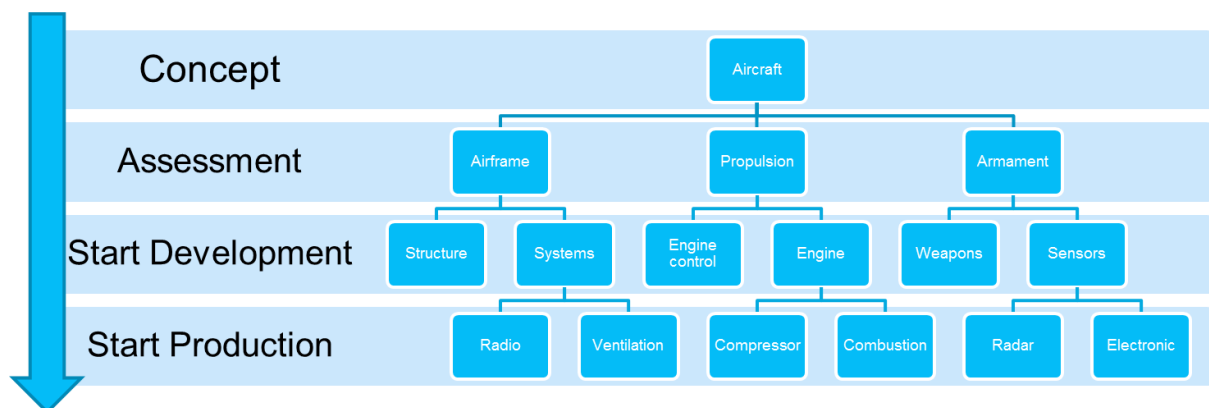 Concept
Aircraft
Assessment
Airframe
Propulsion
Armament
Start Development
Structure
Systems
Engine
control
Engine
Weapons
Sensors
Start Production
Radio
Ventilation
Compressor
Combustion
Radar
Electronic